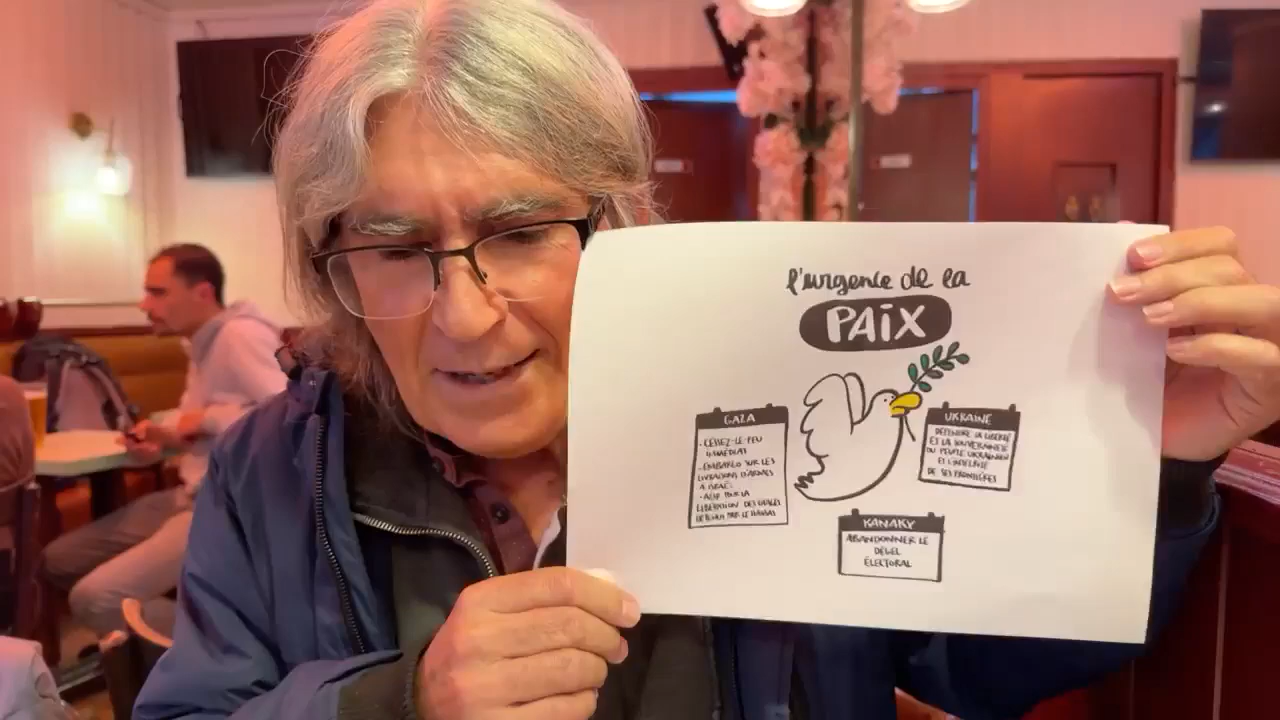 l'urgence de la
PAIX
GAZA
- CESSEZ-LE-FEU
IMMÉDIAT
- EMBARGO SUR LES
LIVRAISONS D'ARMES
À ISRAËL
- AGIR POUR LA
LIBÉRATION DES OTAGES
PAR LE HAMAS
UKRAINE
DÉFENDRE LA LIBERTÉ
ET LA SOUVERAINETÉ
DU PEUPLE UKRAINIEN
ET L'INTÉGRITÉ
DE SES FRONTIÈRES
KANAKY
ABANDONNER LE
DÉGEL
ÉLECTORAL